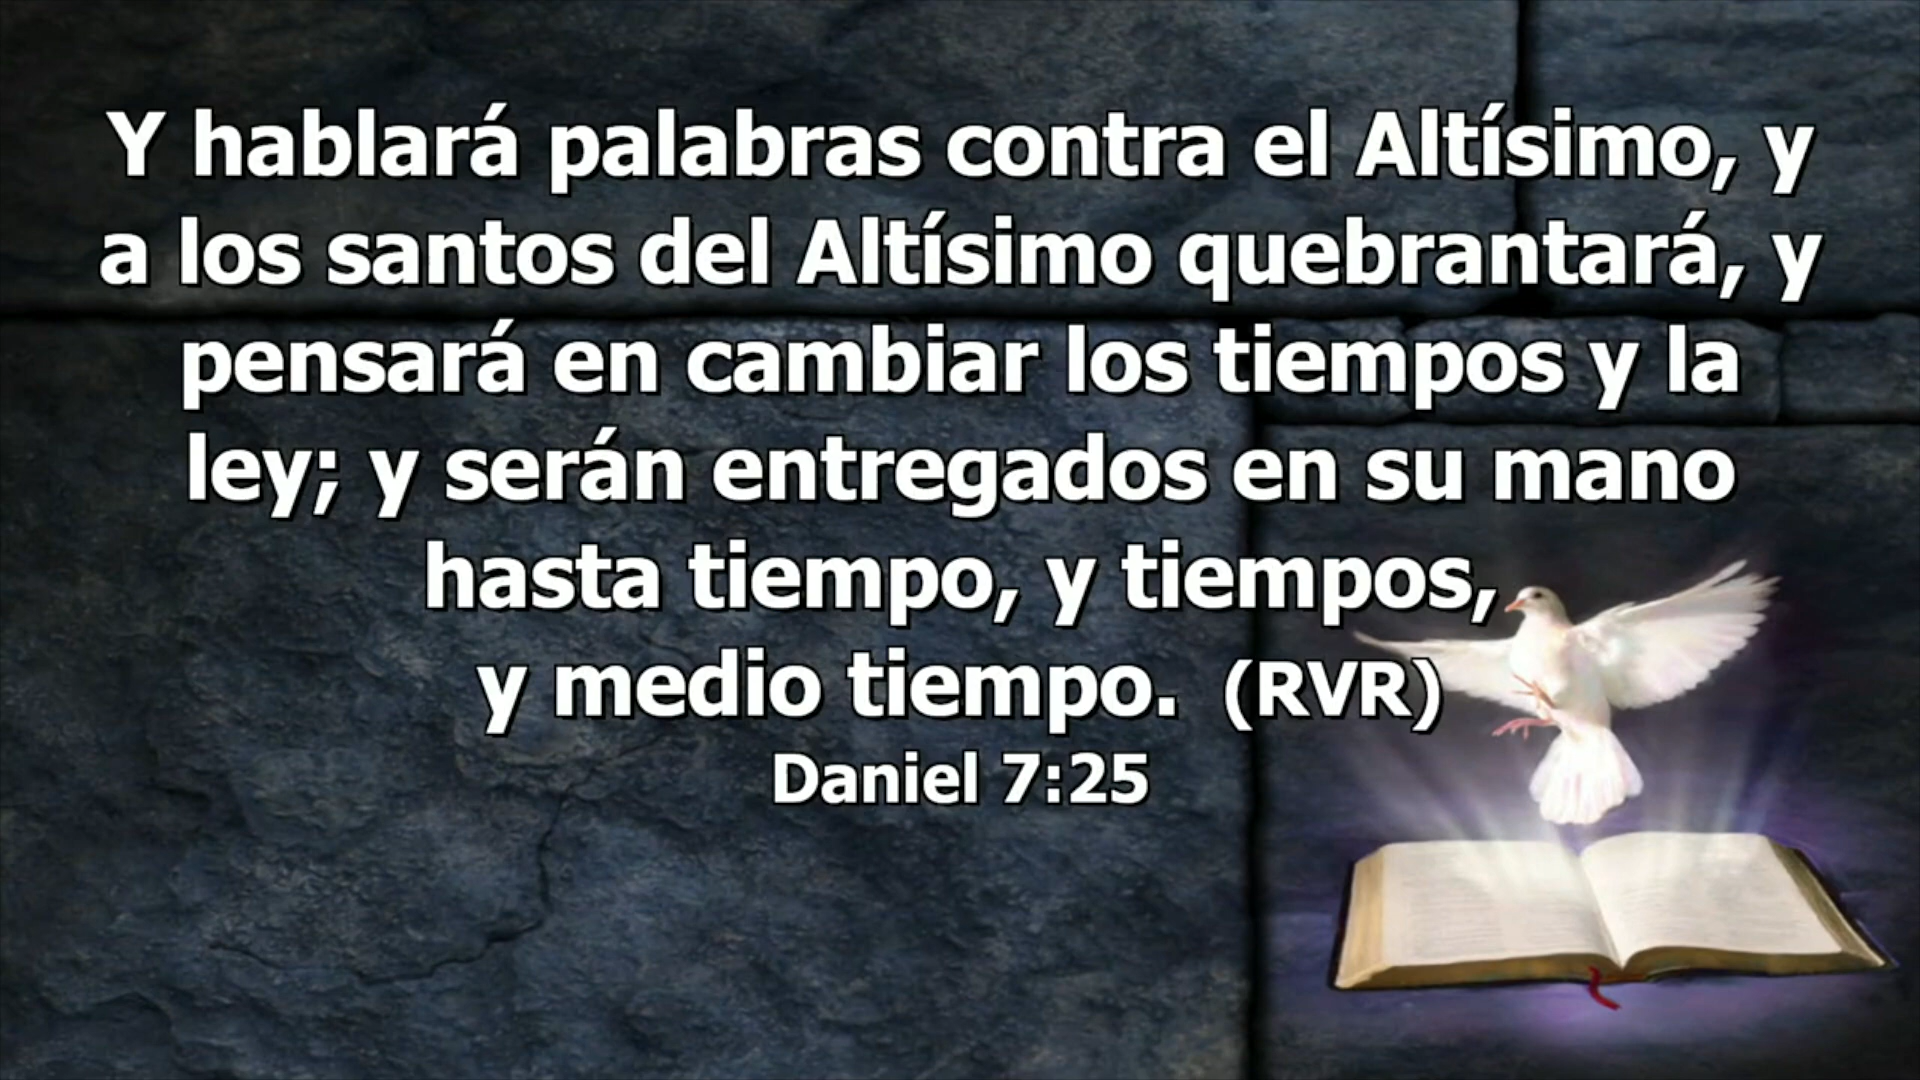 Y hablará palabras contra el Altísimo, y
a los santos del Altísimo quebrantará, y
pensará en cambiar los tiempos y la
ley; y serán entregados en su mano
hasta tiempo, y tiempos,
y medio tiempo. (RVR)
Daniel 7:25